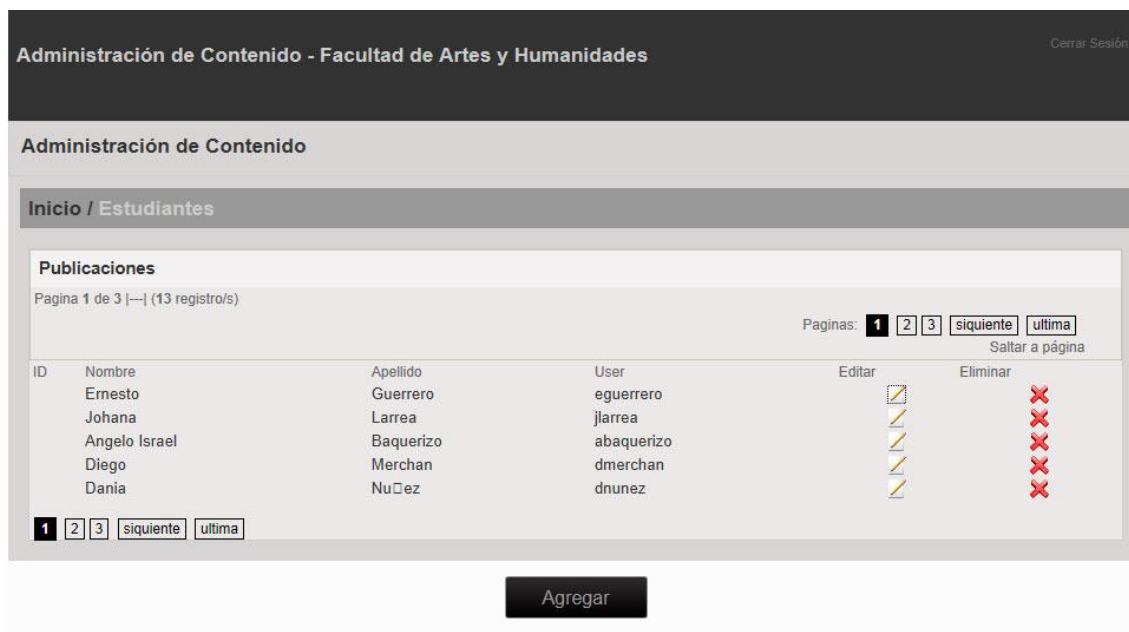 Administración de Contenido - Facultad de Artes y Humanidades
Cerrar Sesión
Administración de Contenido
Inicio / Estudiantes
Publicaciones
Pagina 1 de 3 |---| (13 registro/s)
Paginas: 1 2 3 siquiente ultima
Saltar a página
ID Nombre Apellido User Editar Eliminar
Ernesto Guerrero eguerrero
Johana Larrea jlarrea
Angelo Israel Baquerizo abaquerizo
Diego Merchan dmerchan
Dania Nu□ez dnunez
1 2 3 siquiente ultima
Agregar